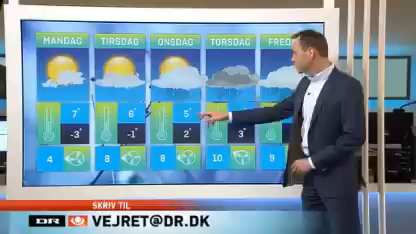 MANDAG TIRSDAG ONSDAG TORSDAG FRED
7° 6° 5°
-3° -1° 2° 3°
4 8 8 10 9
SKRIV TIL
DR VEJRET@DR.DK